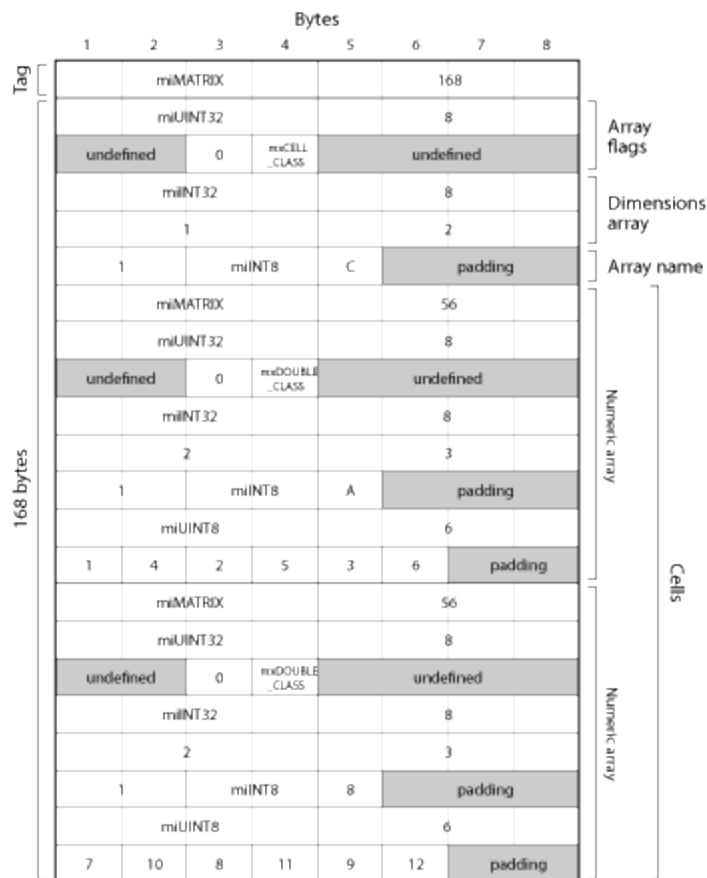 Bytes
1 2 3 4 5 6 7 8
Tag
miMATRIX 168
miUINT32 8
Array flags
undefined 0 mxCELL_CLASS undefined
miINT32 8
Dimensions array
1 2
1 miINT8 C padding
Array name
miMATRIX 56
miUINT32 8
undefined 0 mxDOUBLE_CLASS undefined
miINT32 8
Numeric array
2 3
168 bytes
1 miINT8 A padding
miUINT8 6
1 4 2 5 3 6 padding
Cells
miMATRIX 56
miUINT32 8
undefined 0 mxDOUBLE_CLASS undefined
miINT32 8
Numeric array
2 3
1 miINT8 8 padding
miUINT8 6
7 10 8 11 9 12 padding